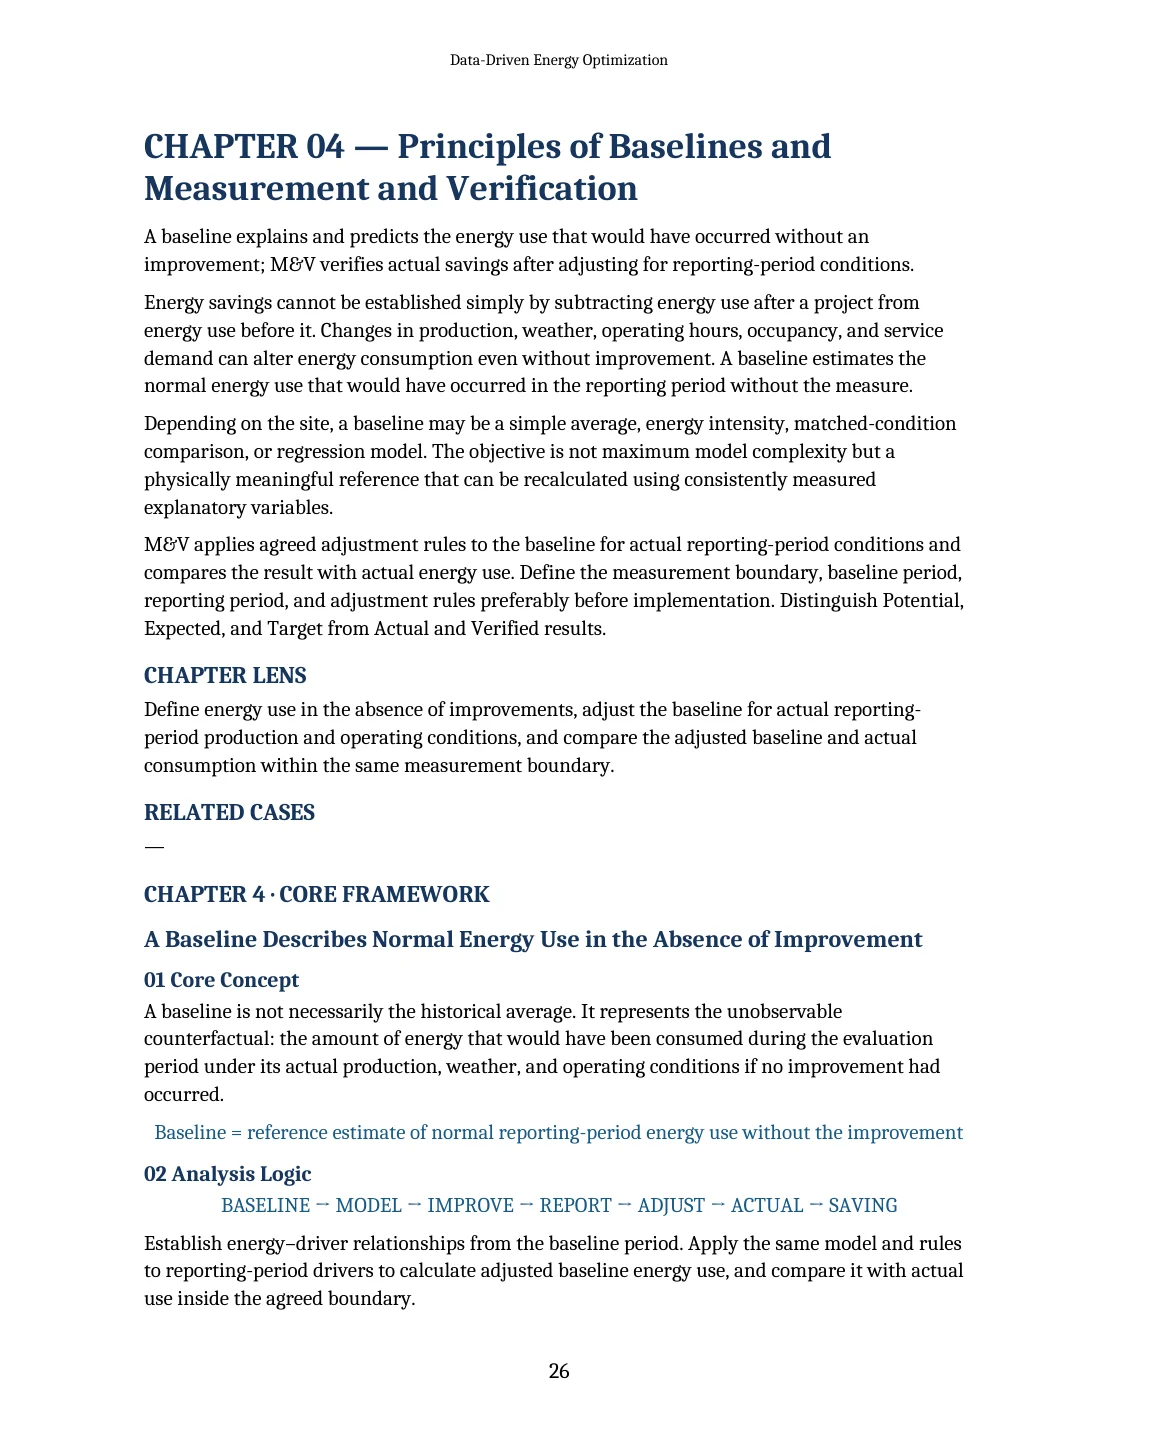 Data-Driven Energy Optimization
CHAPTER 04 — Principles of Baselines and
Measurement and Verification
A baseline explains and predicts the energy use that would have occurred without an
improvement; M&V verifies actual savings after adjusting for reporting-period conditions.
Energy savings cannot be established simply by subtracting energy use after a project from
energy use before it. Changes in production, weather, operating hours, occupancy, and service
demand can alter energy consumption even without improvement. A baseline estimates the
normal energy use that would have occurred in the reporting period without the measure.
Depending on the site, a baseline may be a simple average, energy intensity, matched-condition
comparison, or regression model. The objective is not maximum model complexity but a
physically meaningful reference that can be recalculated using consistently measured
explanatory variables.
M&V applies agreed adjustment rules to the baseline for actual reporting-period conditions and
compares the result with actual energy use. Define the measurement boundary, baseline period,
reporting period, and adjustment rules preferably before implementation. Distinguish Potential,
Expected, and Target from Actual and Verified results.
CHAPTER LENS
Define energy use in the absence of improvements, adjust the baseline for actual reporting-
period production and operating conditions, and compare the adjusted baseline and actual
consumption within the same measurement boundary.
RELATED CASES
—
CHAPTER 4 · CORE FRAMEWORK
A Baseline Describes Normal Energy Use in the Absence of Improvement
01 Core Concept
A baseline is not necessarily the historical average. It represents the unobservable
counterfactual: the amount of energy that would have been consumed during the evaluation
period under its actual production, weather, and operating conditions if no improvement had
occurred.
Baseline = reference estimate of normal reporting-period energy use without the improvement
02 Analysis Logic
BASELINE → MODEL → IMPROVE → REPORT → ADJUST → ACTUAL → SAVING
Establish energy–driver relationships from the baseline period. Apply the same model and rules
to reporting-period drivers to calculate adjusted baseline energy use, and compare it with actual
use inside the agreed boundary.
26